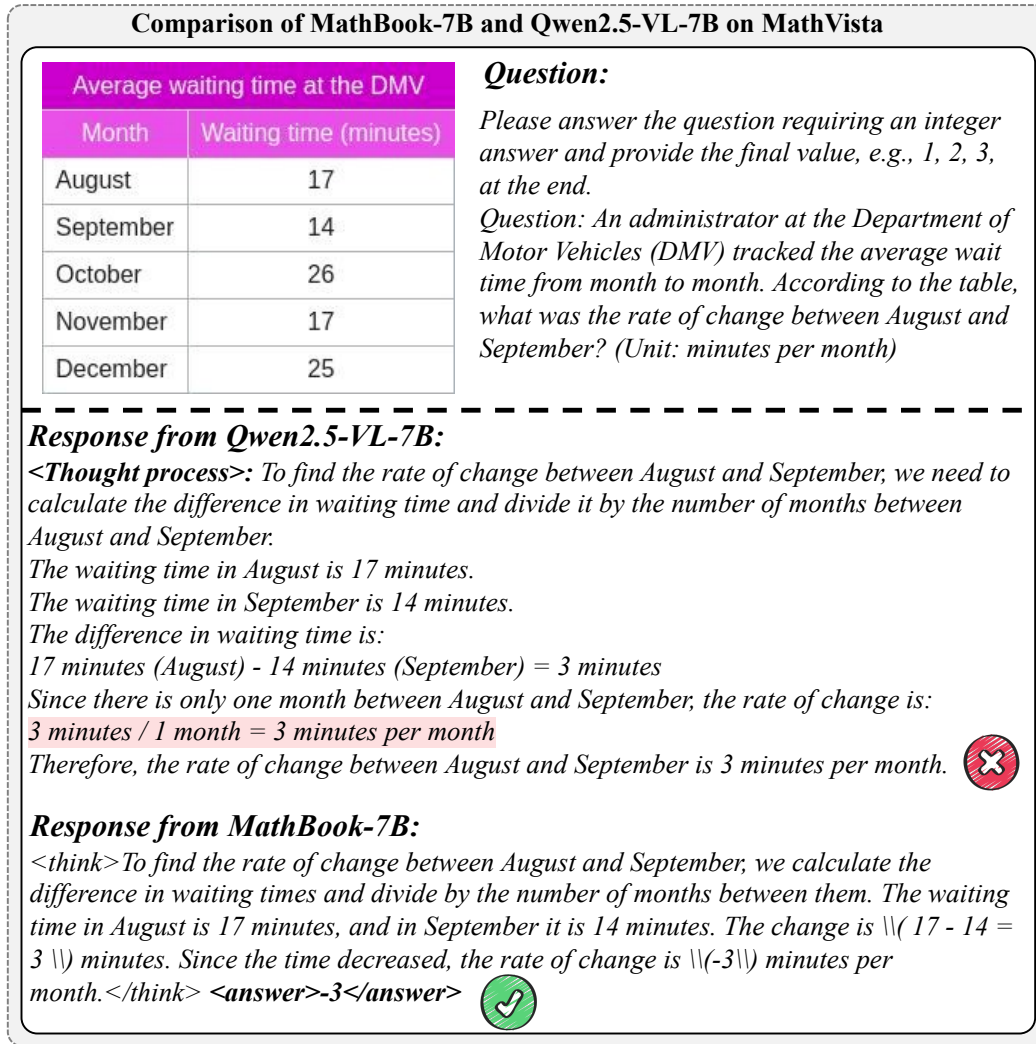 Comparison of MathBook-7B and Qwen2.5-VL-7B on MathVista
Average waiting time at the DMV
Month Waiting time (minutes)
August 17
September 14
October 26
November 17
December 25
Question:
Please answer the question requiring an integer
answer and provide the final value, e.g., 1, 2, 3,
at the end.
Question: An administrator at the Department of
Motor Vehicles (DMV) tracked the average wait
time from month to month. According to the table,
what was the rate of change between August and
September? (Unit: minutes per month)
Response from Qwen2.5-VL-7B:
<Thought process>: To find the rate of change between August and September, we need to
calculate the difference in waiting time and divide it by the number of months between
August and September.
The waiting time in August is 17 minutes.
The waiting time in September is 14 minutes.
The difference in waiting time is:
17 minutes (August) - 14 minutes (September) = 3 minutes
Since there is only one month between August and September, the rate of change is:
3 minutes / 1 month = 3 minutes per month
Therefore, the rate of change between August and September is 3 minutes per month.
Response from MathBook-7B:
<think>To find the rate of change between August and September, we calculate the
difference in waiting times and divide by the number of months between them. The waiting
time in August is 17 minutes, and in September it is 14 minutes. The change is \\( 17 - 14 =
3 \\) minutes. Since the time decreased, the rate of change is \\(-3\\) minutes per
month.</think> <answer>-3</answer>